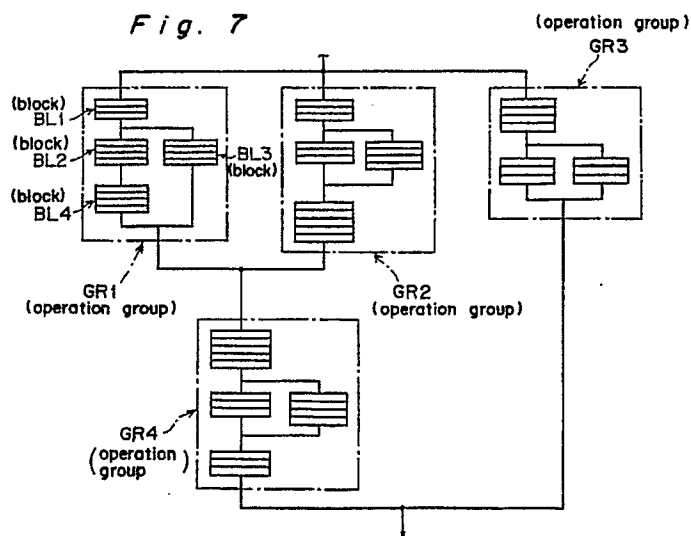 Fig. 7
(operation group)
GR3
(block)
BL1
(block)
BL2
BL3
(block)
(block)
BL4
GR1
(operation group)
GR2
(operation group)
GR4
(operation
group)